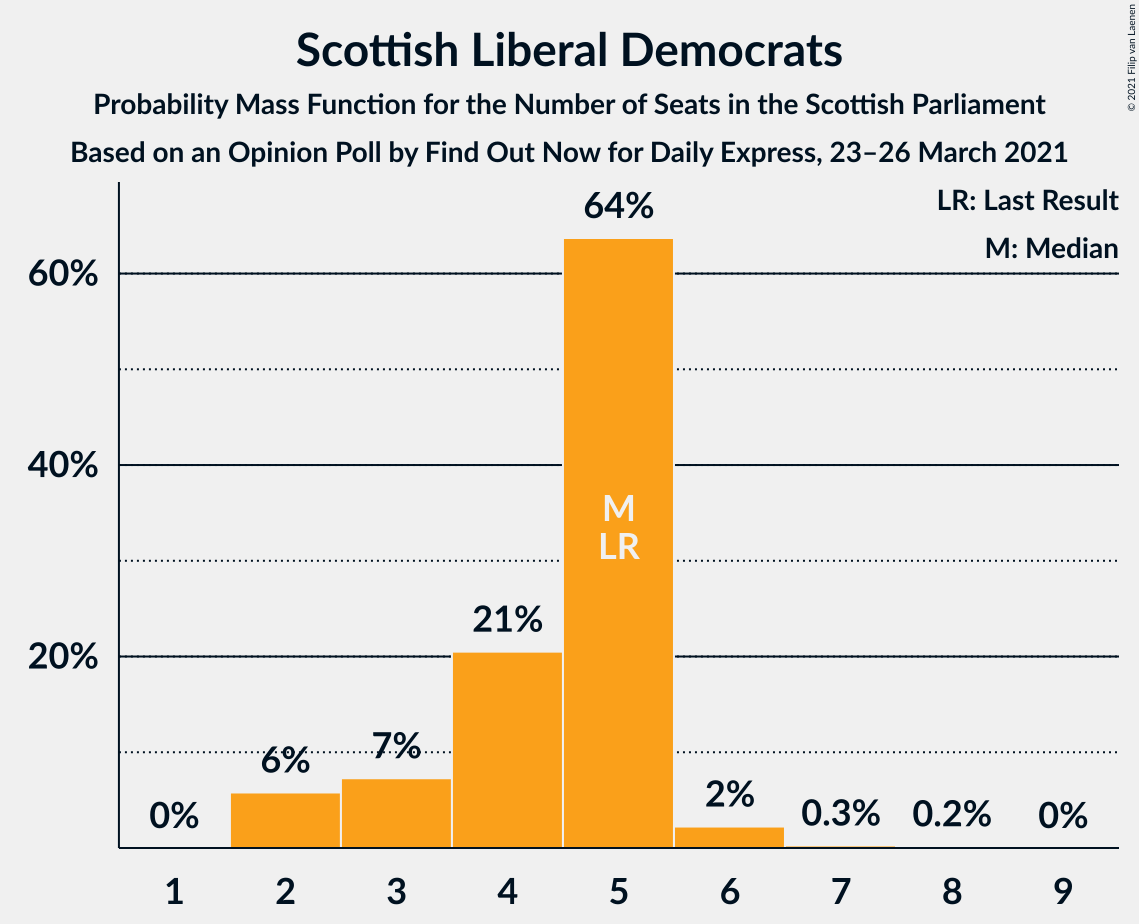 Scottish Liberal Democrats
Probability Mass Function for the Number of Seats in the Scottish Parliament
Based on an Opinion Poll by Find Out Now for Daily Express, 23–26 March 2021
© 2021 Filip van Laenen
LR: Last Result
M: Median
60%
40%
20%
0%
6%
7%
21%
64%
M
LR
2%
0.3%
0.2%
0%
1 2 3 4 5 6 7 8 9